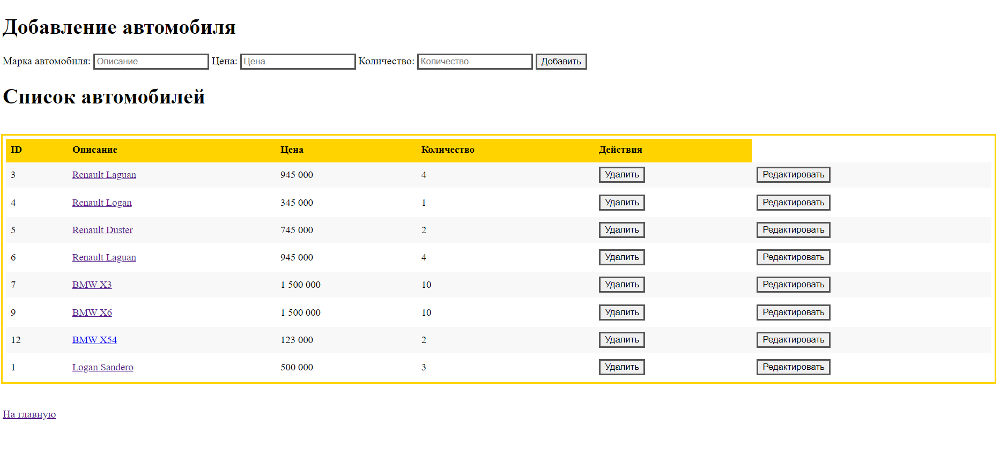 Добавление автомобиля
Марка автомобиля: Описание Цена: Цена Количество: Количество Добавить
Список автомобилей
ID Описание Цена Количество Действия
3 Renault Laguan 945 000 4 Удалить Редактировать
4 Renault Logan 345 000 1 Удалить Редактировать
5 Renault Duster 745 000 2 Удалить Редактировать
6 Renault Laguan 945 000 4 Удалить Редактировать
7 BMW X3 1 500 000 10 Удалить Редактировать
9 BMW X6 1 500 000 10 Удалить Редактировать
12 BMW X54 123 000 2 Удалить Редактировать
1 Logan Sandero 500 000 3 Удалить Редактировать
На главную